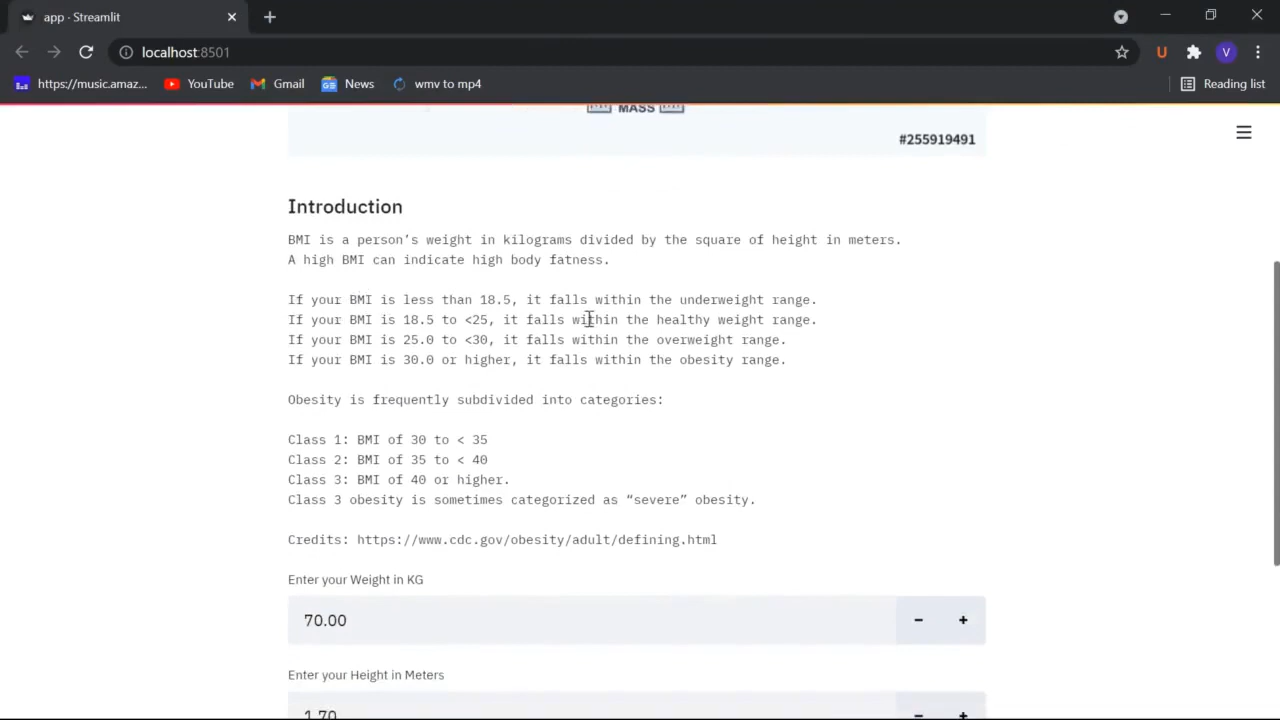 app - Streamlit
localhost:8501
https://music.amaz... YouTube Gmail News wmv to mp4 Reading list
MASS
#255919491
Introduction
BMI is a person’s weight in kilograms divided by the square of height in meters.
A high BMI can indicate high body fatness.
If your BMI is less than 18.5, it falls within the underweight range.
If your BMI is 18.5 to <25, it falls within the healthy weight range.
If your BMI is 25.0 to <30, it falls within the overweight range.
If your BMI is 30.0 or higher, it falls within the obesity range.
Obesity is frequently subdivided into categories:
Class 1: BMI of 30 to < 35
Class 2: BMI of 35 to < 40
Class 3: BMI of 40 or higher.
Class 3 obesity is sometimes categorized as “severe” obesity.
Credits: https://www.cdc.gov/obesity/adult/defining.html
Enter your Weight in KG
70.00
Enter your Height in Meters
1.70